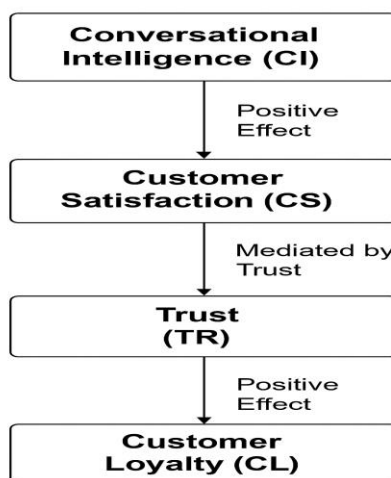 Conversational
Intelligence (CI)
Positive
Effect
Customer
Satisfaction (CS)
Mediated by
Trust
Trust
(TR)
Positive
Effect
Customer
Loyalty (CL)